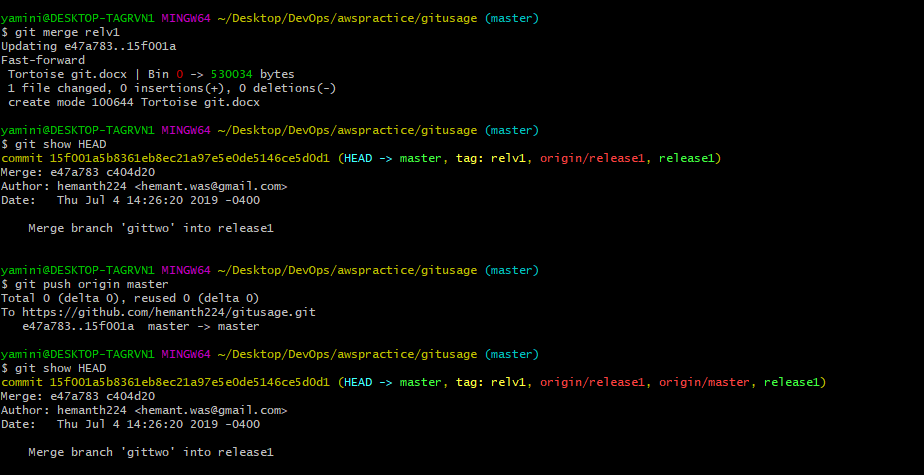 yamini@DESKTOP-TAGRVN1 MINGW64 ~/Desktop/DevOps/awspractice/gitusage (master)
$ git merge relv1
Updating e47a783..15f001a
Fast-forward
 Tortoise git.docx | Bin 0 -> 530034 bytes
 1 file changed, 0 insertions(+), 0 deletions(-)
 create mode 100644 Tortoise git.docx
yamini@DESKTOP-TAGRVN1 MINGW64 ~/Desktop/DevOps/awspractice/gitusage (master)
$ git show HEAD
commit 15f001a5b8361eb8ec21a97e5e0de5146ce5d0d1 (HEAD -> master, tag: relv1, origin/release1, release1)
Merge: e47a783 c404d20
Author: hemanth224 <hemant.was@gmail.com>
Date:   Thu Jul 4 14:26:20 2019 -0400
    Merge branch 'gittwo' into release1
yamini@DESKTOP-TAGRVN1 MINGW64 ~/Desktop/DevOps/awspractice/gitusage (master)
$ git push origin master
Total 0 (delta 0), reused 0 (delta 0)
To https://github.com/hemanth224/gitusage.git
   e47a783..15f001a  master -> master
yamini@DESKTOP-TAGRVN1 MINGW64 ~/Desktop/DevOps/awspractice/gitusage (master)
$ git show HEAD
commit 15f001a5b8361eb8ec21a97e5e0de5146ce5d0d1 (HEAD -> master, tag: relv1, origin/release1, origin/master, release1)
Merge: e47a783 c404d20
Author: hemanth224 <hemant.was@gmail.com>
Date:   Thu Jul 4 14:26:20 2019 -0400
    Merge branch 'gittwo' into release1